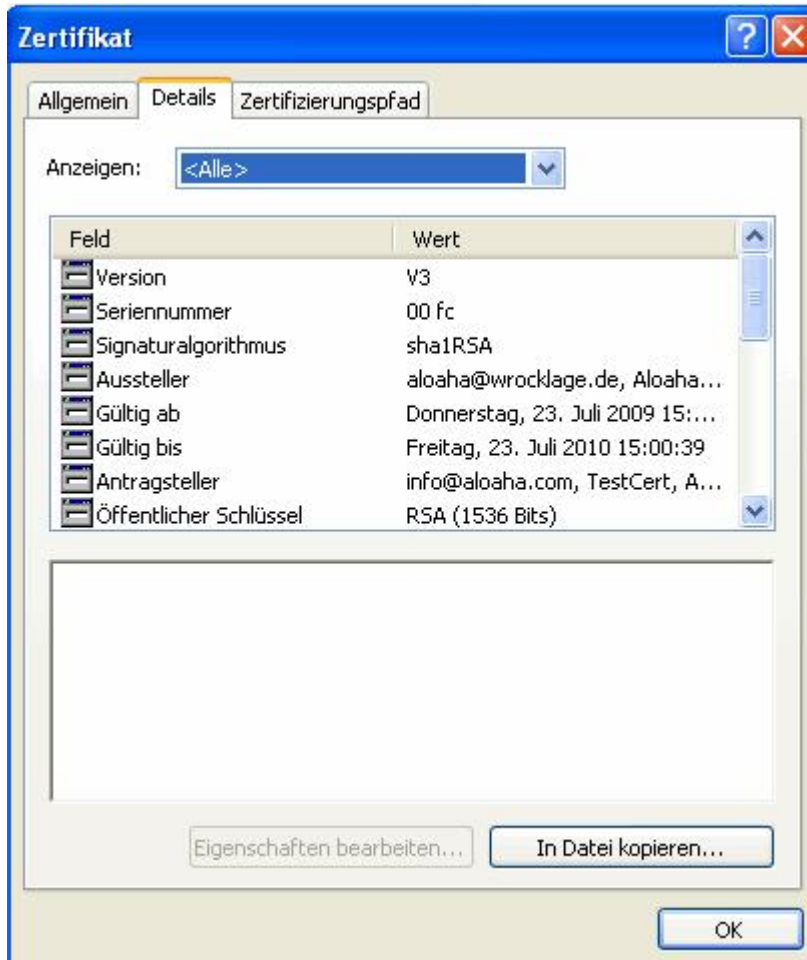 Zertifikat
Allgemein Details Zertifizierungspfad
Anzeigen: <Alle>
Feld Wert
Version V3
Seriennummer 00 fc
Signaturalgorithmus sha1RSA
Aussteller aloaha@wrocklage.de, Aloaha...
Gültig ab Donnerstag, 23. Juli 2009 15:...
Gültig bis Freitag, 23. Juli 2010 15:00:39
Antragsteller info@aloaha.com, TestCert, A...
Öffentlicher Schlüssel RSA (1536 Bits)
Eigenschaften bearbeiten... In Datei kopieren...
OK